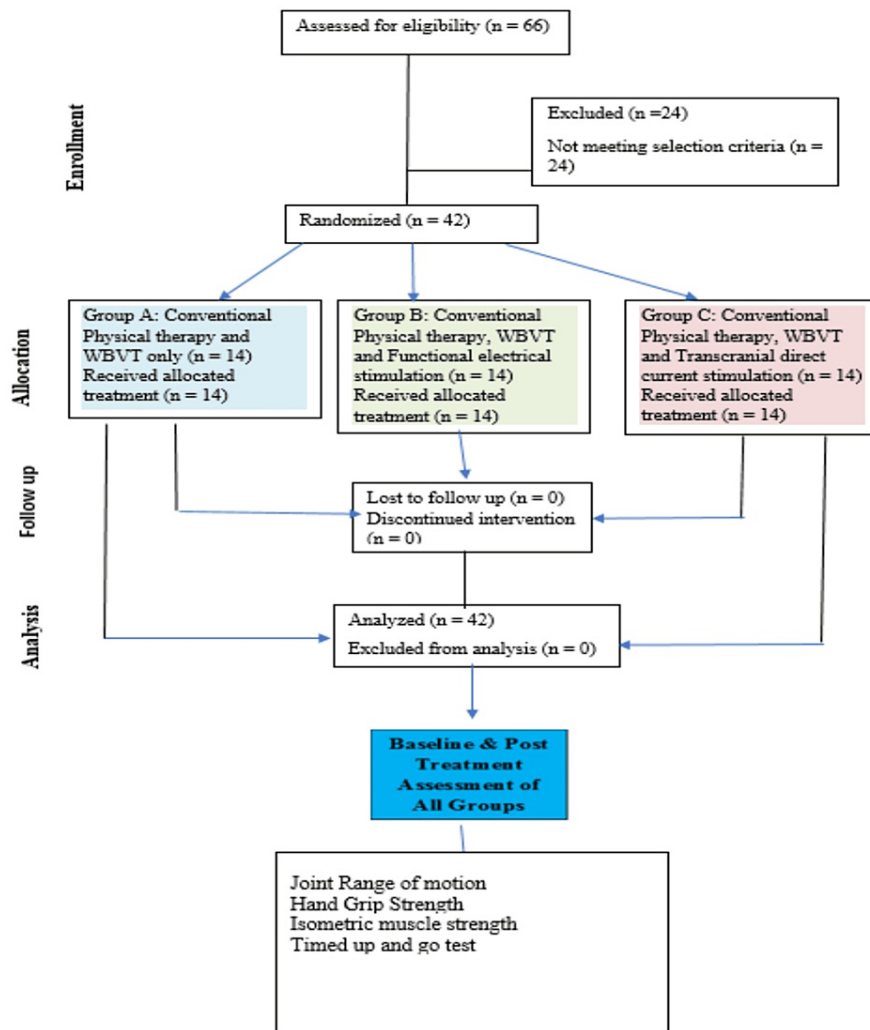 Assessed for eligibility (n = 66)
Enrollment
Excluded (n =24)
Not meeting selection criteria (n =
24)
Randomized (n = 42)
Allocation
Group A: Conventional
Physical therapy and
WBVT only (n = 14)
Received allocated
treatment (n = 14)
Group B: Conventional
Physical therapy, WBVT
and Functional electrical
stimulation (n = 14)
Received allocated
treatment (n = 14)
Group C: Conventional
Physical therapy, WBVT
and Transcranial direct
current stimulation (n = 14)
Received allocated
treatment (n = 14)
Follow up
Lost to follow up (n = 0)
Discontinued intervention
(n = 0)
Analysis
Analyzed (n = 42)
Excluded from analysis (n = 0)
Baseline & Post
Treatment
Assessment of
All Groups
Joint Range of motion
Hand Grip Strength
Isometric muscle strength
Timed up and go test